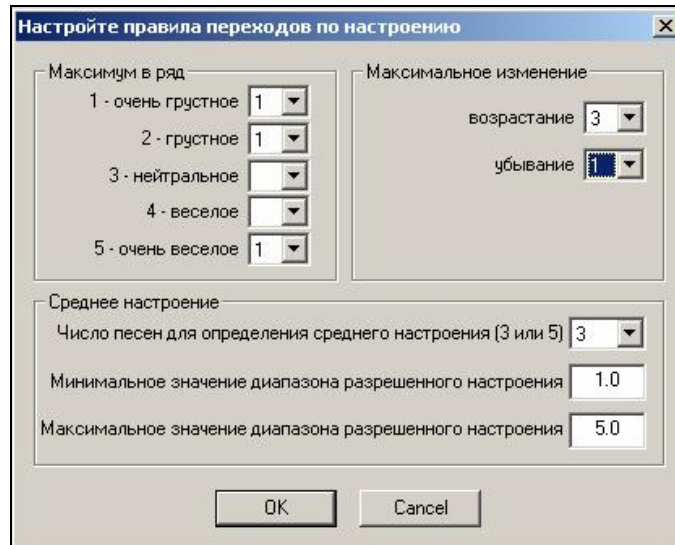 Настройте правила переходов по настроению
Максимум в ряд
1 - очень грустное 1
2 - грустное 1
3 - нейтральное
4 - веселое
5 - очень веселое 1
Максимальное изменение
возрастание 3
убывание 1
Среднее настроение
Число песен для определения среднего настроения (3 или 5) 3
Минимальное значение диапазона разрешенного настроения 1.0
Максимальное значение диапазона разрешенного настроения 5.0
OK Cancel